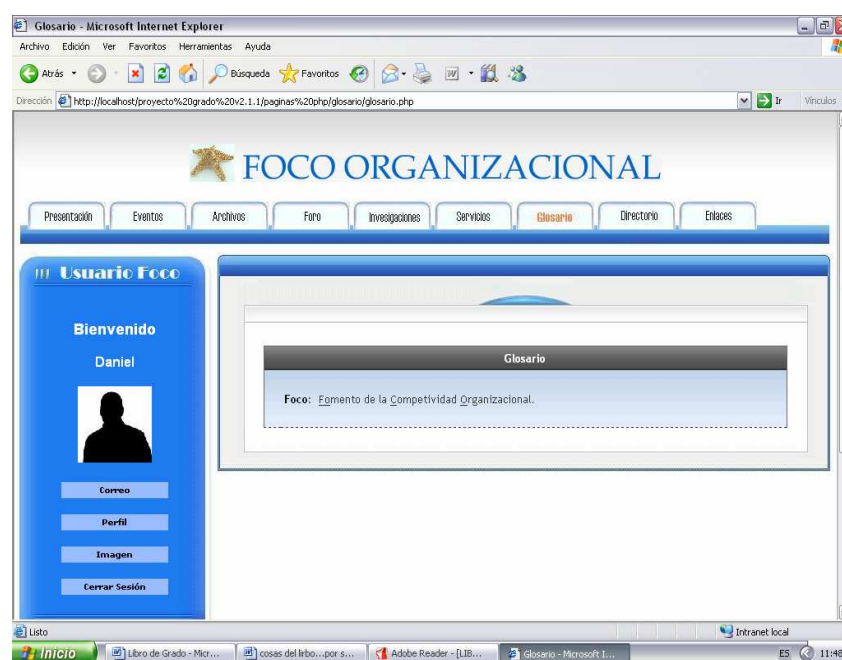 Glosario - Microsoft Internet Explorer
Archivo Edición Ver Favoritos Herramientas Ayuda
Atrás Búsqueda Favoritos
Dirección http://localhost/proyecto%20grado%20v2.1.1/paginas%20php/glosario/glosario.php Ir Vínculos
FOCO ORGANIZACIONAL
Presentación Eventos Archivos Foro Invesigaciones Servicios Glosario Directorio Enlaces
Usuario Foco
Bienvenido
Daniel
Correo
Perfil
Imagen
Cerrar Sesión
Glosario
Foco: Fomento de la Competividad Organizacional.
Listo Intranet local
Inicio Libro de Grado - Micr... cosas del lirbo...por s... Adobe Reader - [LIB... Glosario - Microsoft I... ES 11:48